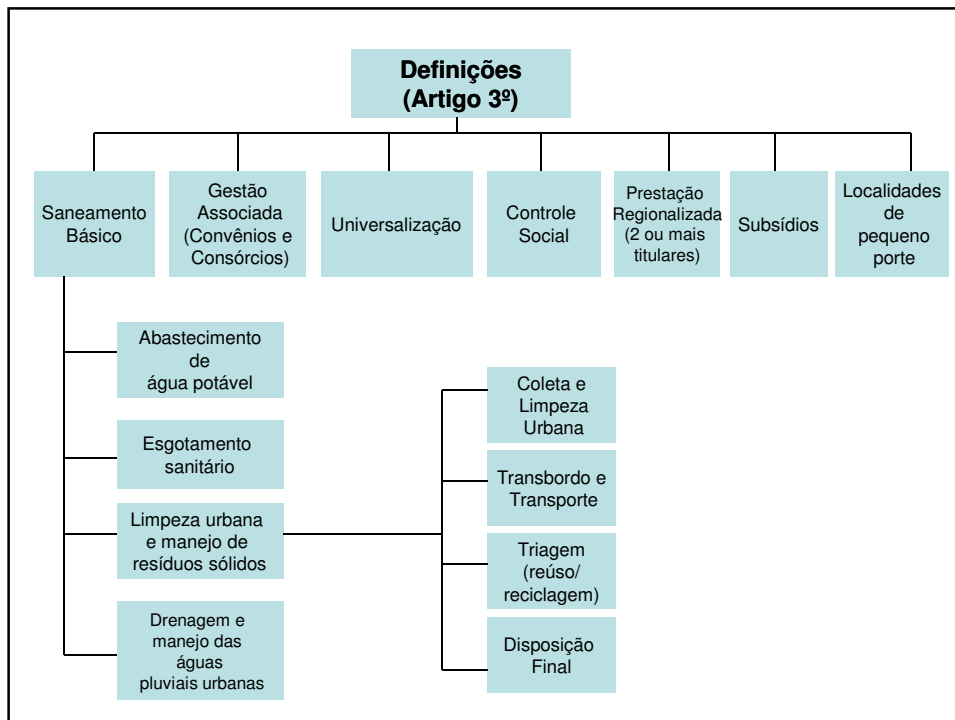 Definições
(Artigo 3º)
Saneamento
Básico
Gestão
Associada
(Convênios e
Consórcios)
Universalização
Controle
Social
Prestação
Regionalizada
(2 ou mais
titulares)
Subsídios
Localidades
de
pequeno
porte
Abastecimento
de
água potável
Esgotamento
sanitário
Limpeza urbana
e manejo de
resíduos sólidos
Drenagem e
manejo das
águas
pluviais urbanas
Coleta e
Limpeza
Urbana
Transbordo e
Transporte
Triagem
(reúso/
reciclagem)
Disposição
Final